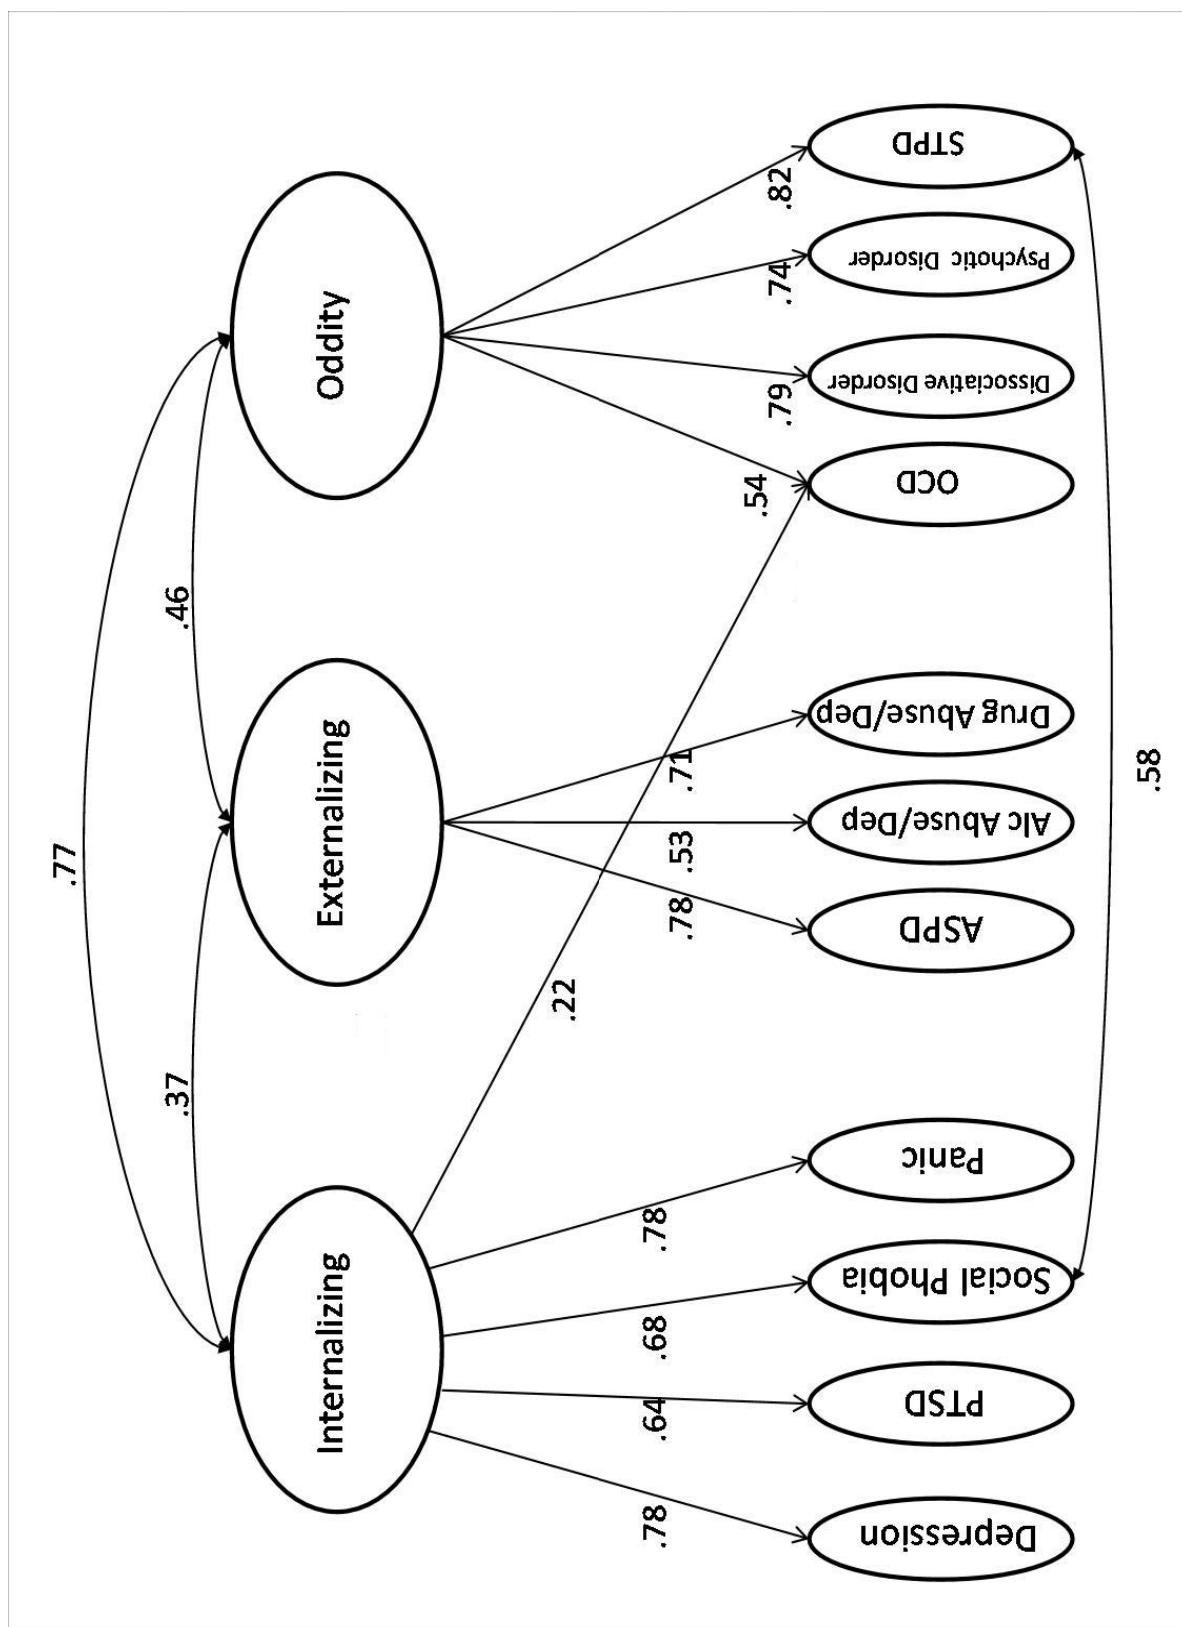 .77
.37
.46
Internalizing
Externalizing
Oddity
.22
.54
.78
.64
.68
.78
.78
.53
.71
.79
.74
.82
Depression
PTSD
Social Phobia
Panic
ASPD
Alc Abuse/Dep
Drug Abuse/Dep
OCD
Dissociative Disorder
Psychotic Disorder
STPD
.58